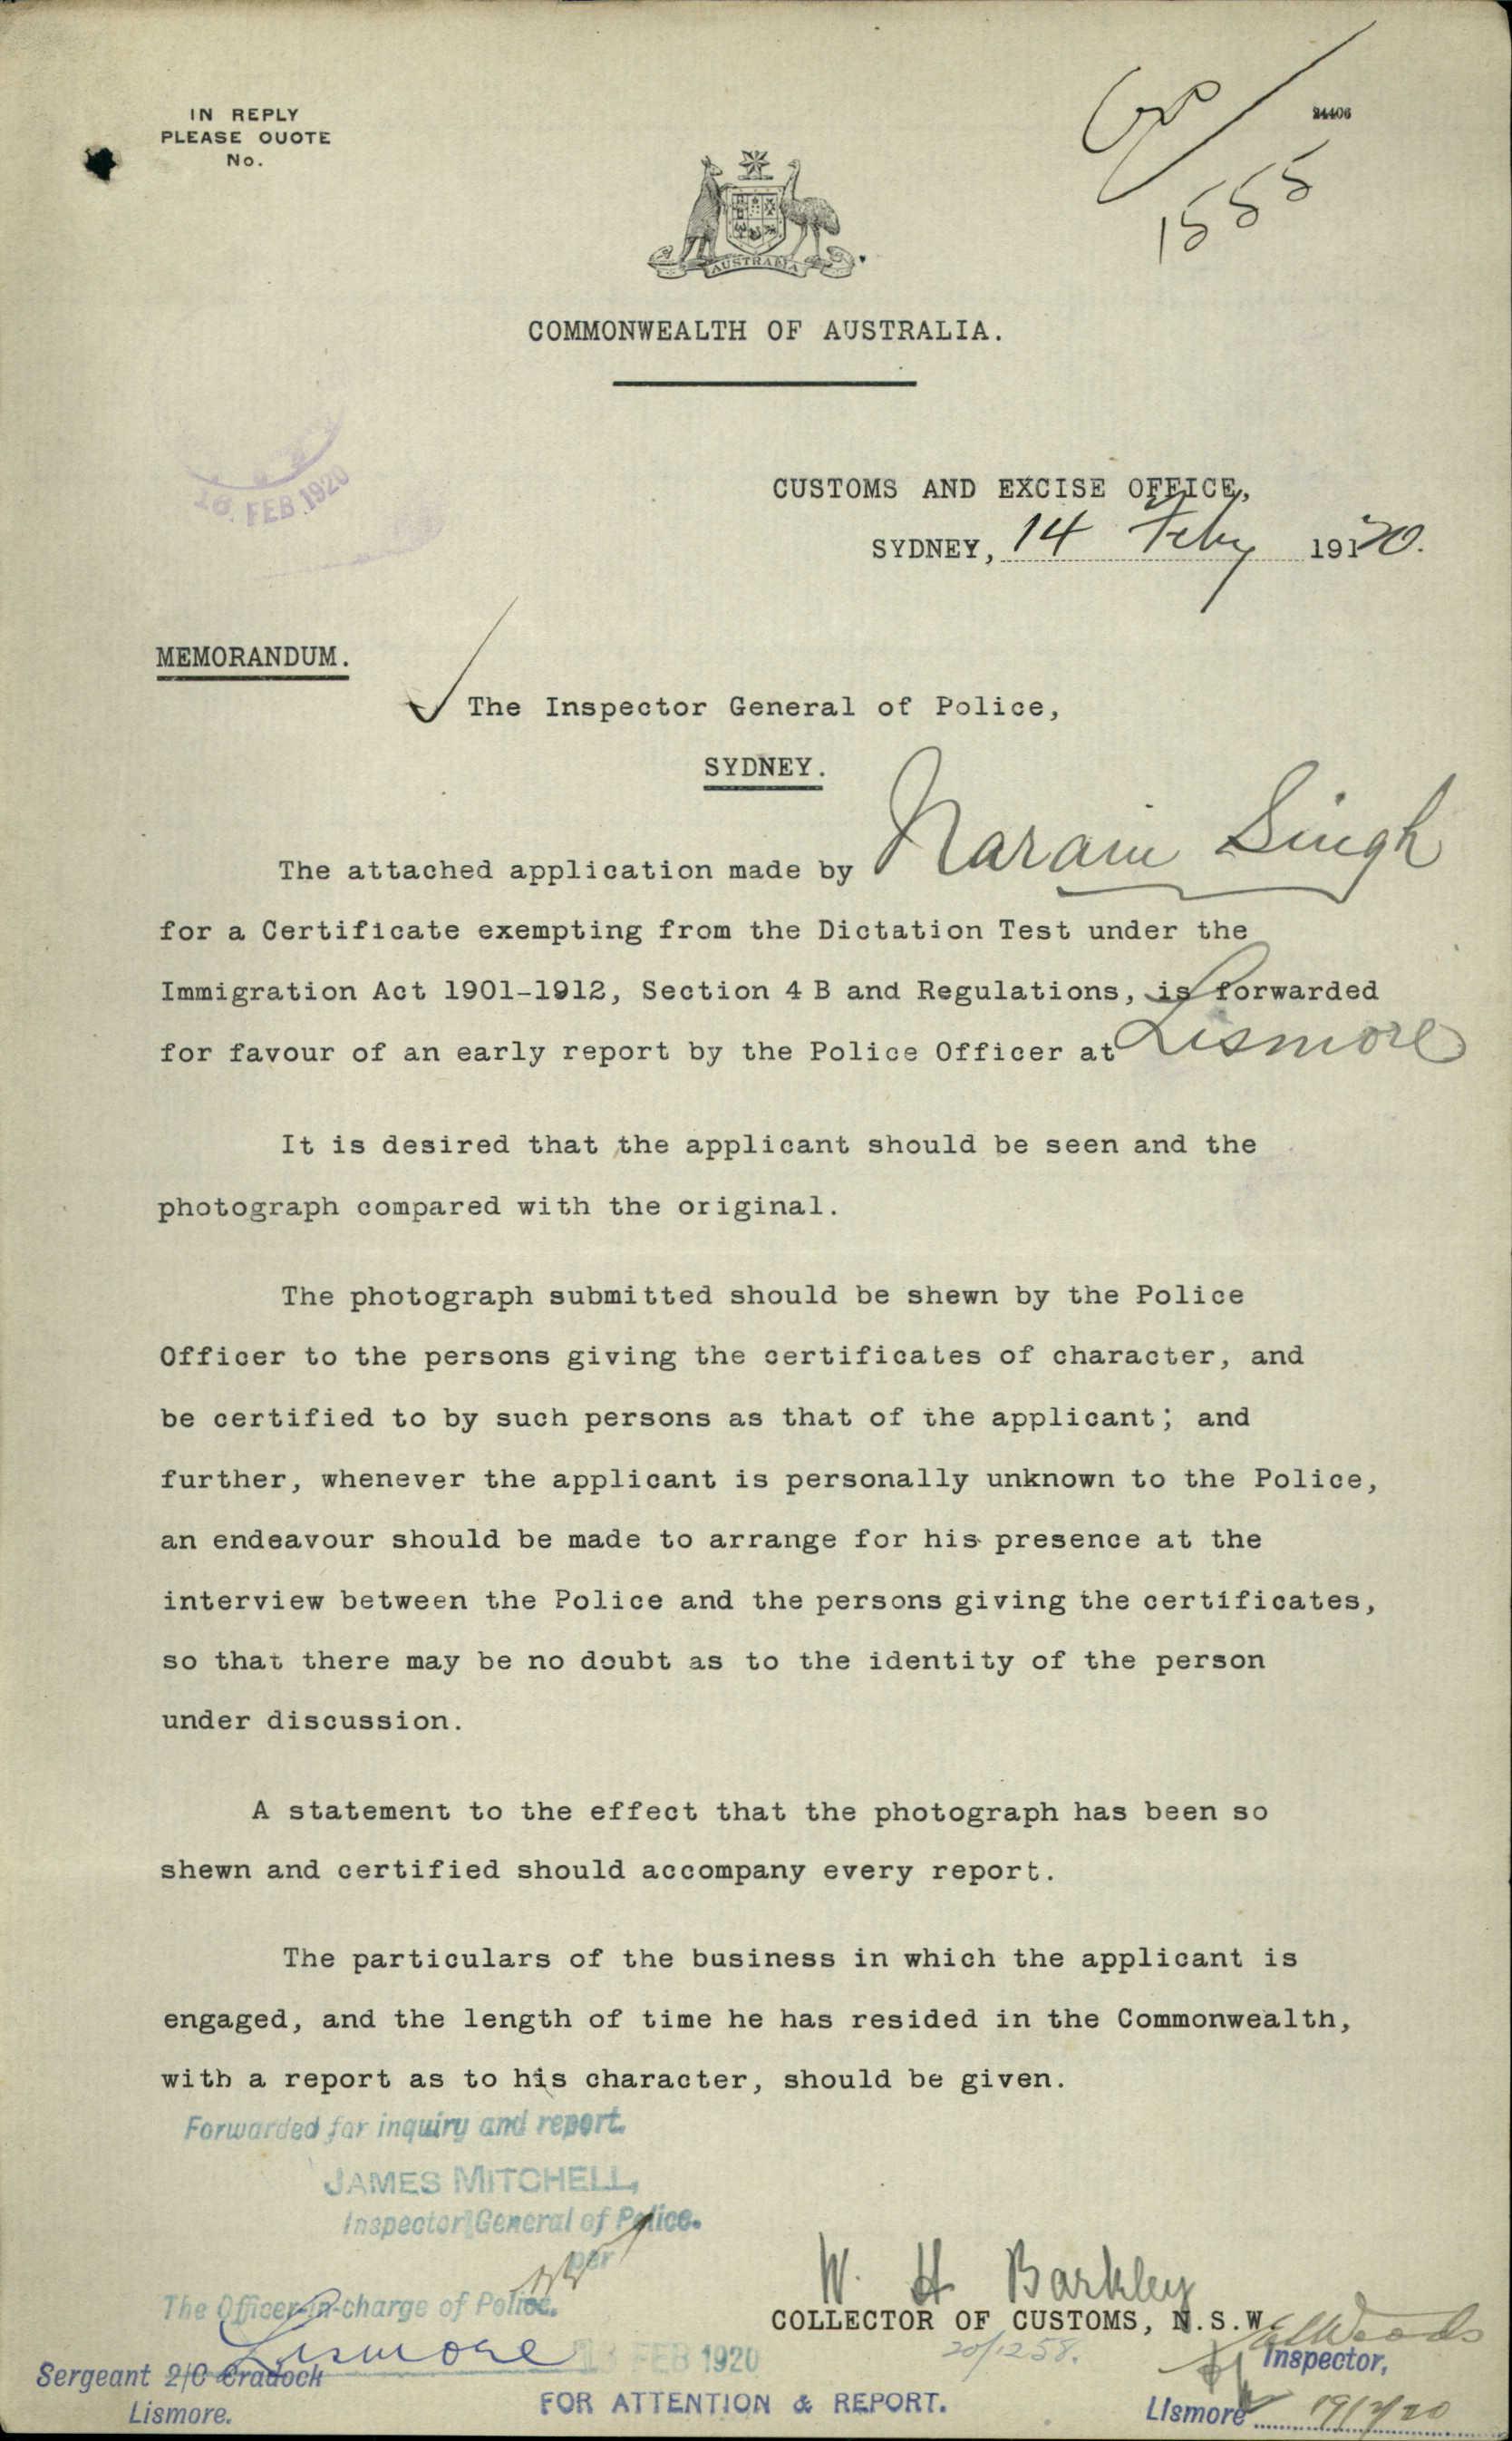 IN REPLY
PLEASE QUOTE
No.
24406
1555
AUSTRALIA
COMMONWEALTH OF AUSTRALIA.
FEB 1920
CUSTOMS AND EXCISE OFFICE,
SYDNEY, 14 Feby 1920.
MEMORANDUM.
The Inspector General of Police,
SYDNEY.
The attached application made by Narain Singh
for a Certificate exempting from the Dictation Test under the
Immigration Act 1901-1912, Section 4 B and Regulations, is forwarded
for favour of an early report by the Police Officer at Lismore
It is desired that the applicant should be seen and the
photograph compared with the original.
The photograph submitted should be shewn by the Police
Officer to the persons giving the certificates of character, and
be certified to by such persons as that of the applicant; and
further, whenever the applicant is personally unknown to the Police,
an endeavour should be made to arrange for his presence at the
interview between the Police and the persons giving the certificates,
so that there may be no doubt as to the identity of the person
under discussion.
A statement to the effect that the photograph has been so
shewn and certified should accompany every report.
The particulars of the business in which the applicant is
engaged, and the length of time he has resided in the Commonwealth,
with a report as to his character, should be given.
Forwarded for inquiry and report.
JAMES MITCHELL,
Inspector General of Police.
per
The Officer-in-charge of Police.
Lismore
FEB 1920
W. H Barkley
COLLECTOR OF CUSTOMS, N.S.W.
20/1258.
Inspector,
Sergeant 2/C Cradock
Lismore.
FOR ATTENTION & REPORT.
Lismore 19/2/20